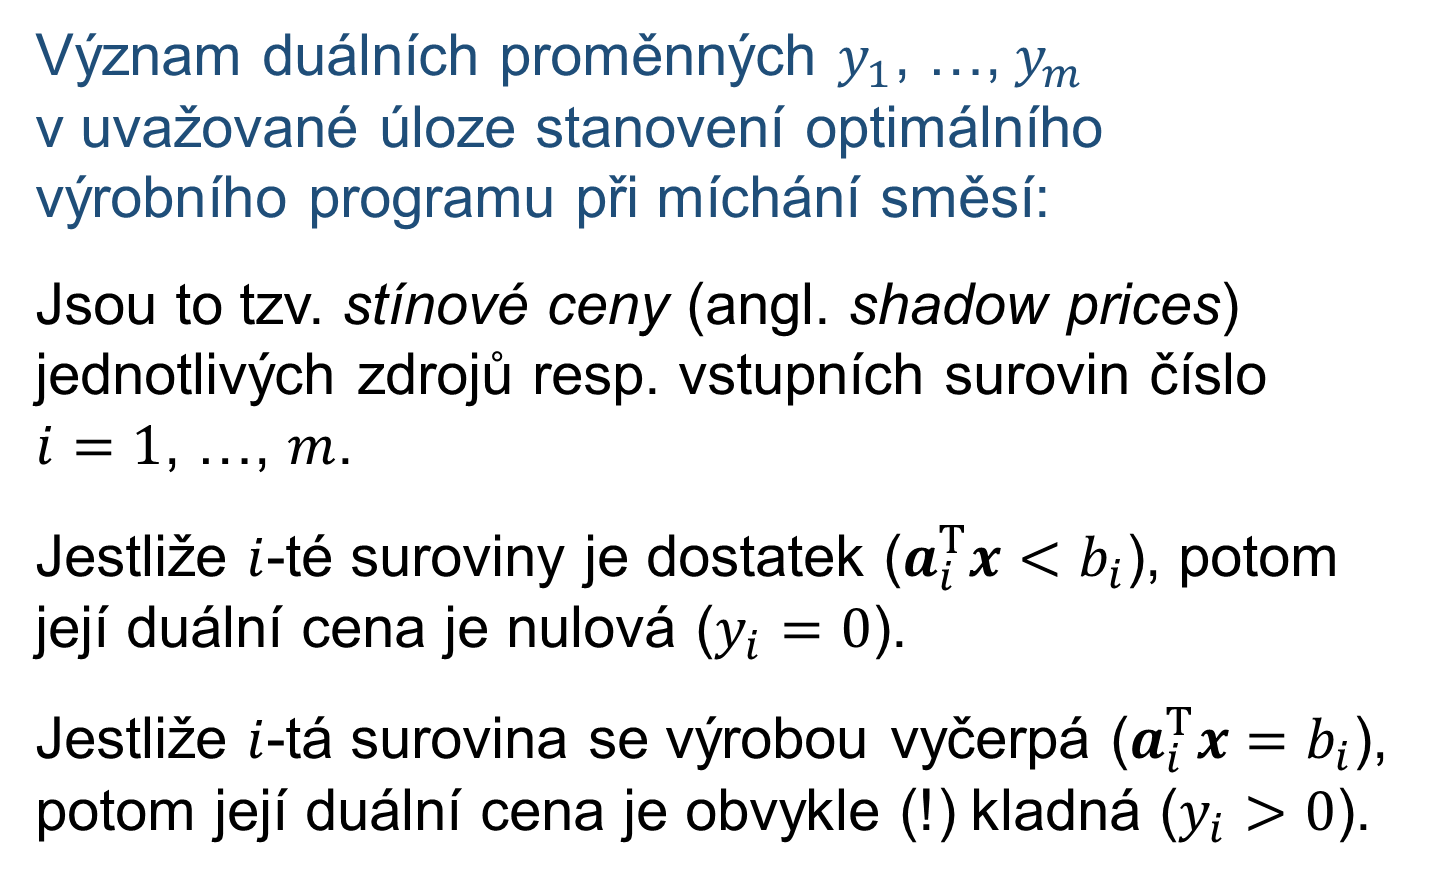 Význam duálních proměnných y₁, …, yₘ
v uvažované úloze stanovení optimálního
výrobního programu při míchání směsí:
Jsou to tzv. stínové ceny (angl. shadow prices)
jednotlivých zdrojů resp. vstupních surovin číslo
i = 1, …, m.
Jestliže i-té suroviny je dostatek (aᵢᵀx < bᵢ), potom
její duální cena je nulová (yᵢ = 0).
Jestliže i-tá surovina se výrobou vyčerpá (aᵢᵀx = bᵢ),
potom její duální cena je obvykle (!) kladná (yᵢ > 0).